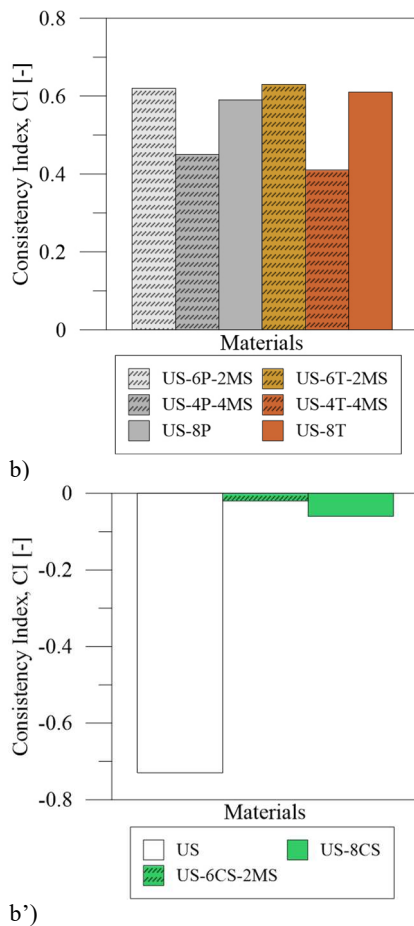 0.8
0.6
0.4
0.2
0
Consistency Index, CI [-]
Materials
US-6P-2MS US-6T-2MS
US-4P-4MS US-4T-4MS
US-8P US-8T
b)
0
-0.2
-0.4
-0.6
-0.8
Consistency Index, CI [-]
Materials
US US-8CS
US-6CS-2MS
b')